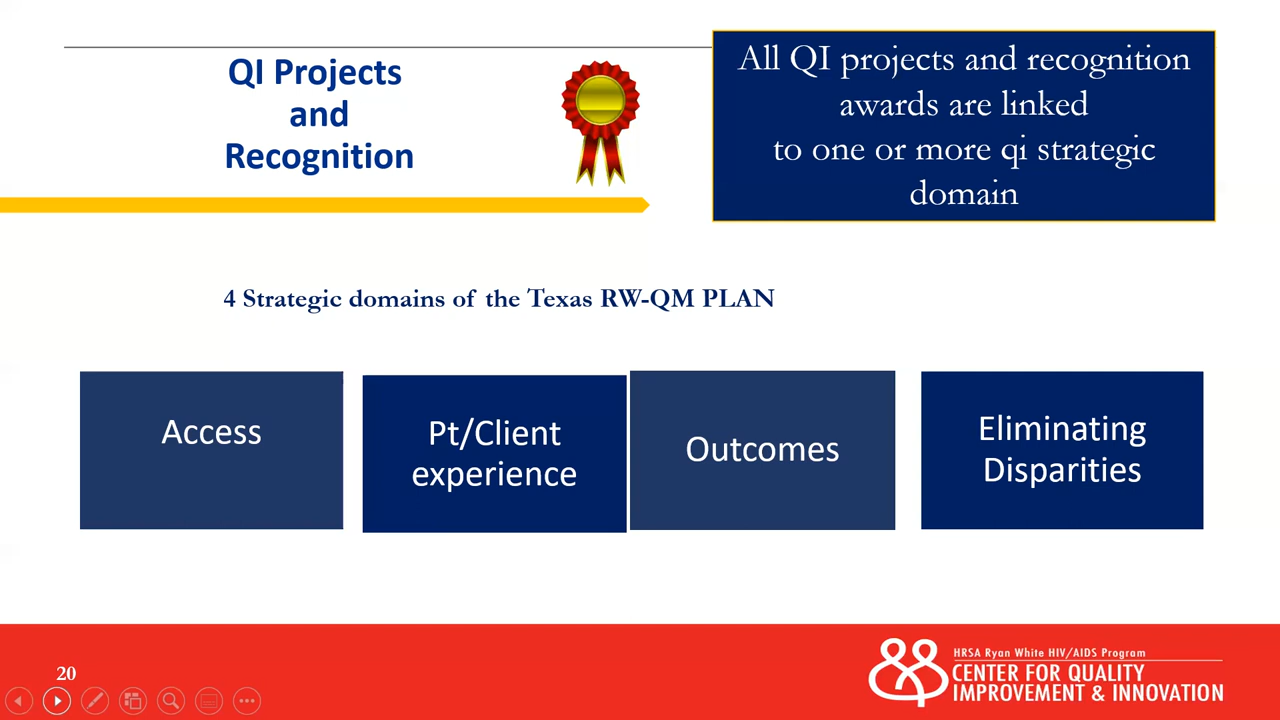 QI Projects
and
Recognition
All QI projects and recognition
awards are linked
to one or more qi strategic
domain
4 Strategic domains of the Texas RW-QM PLAN
Access
Pt/Client
experience
Outcomes
Eliminating
Disparities
20
HRSA Ryan White HIV/AIDS Program
CENTER FOR QUALITY
IMPROVEMENT & INNOVATION